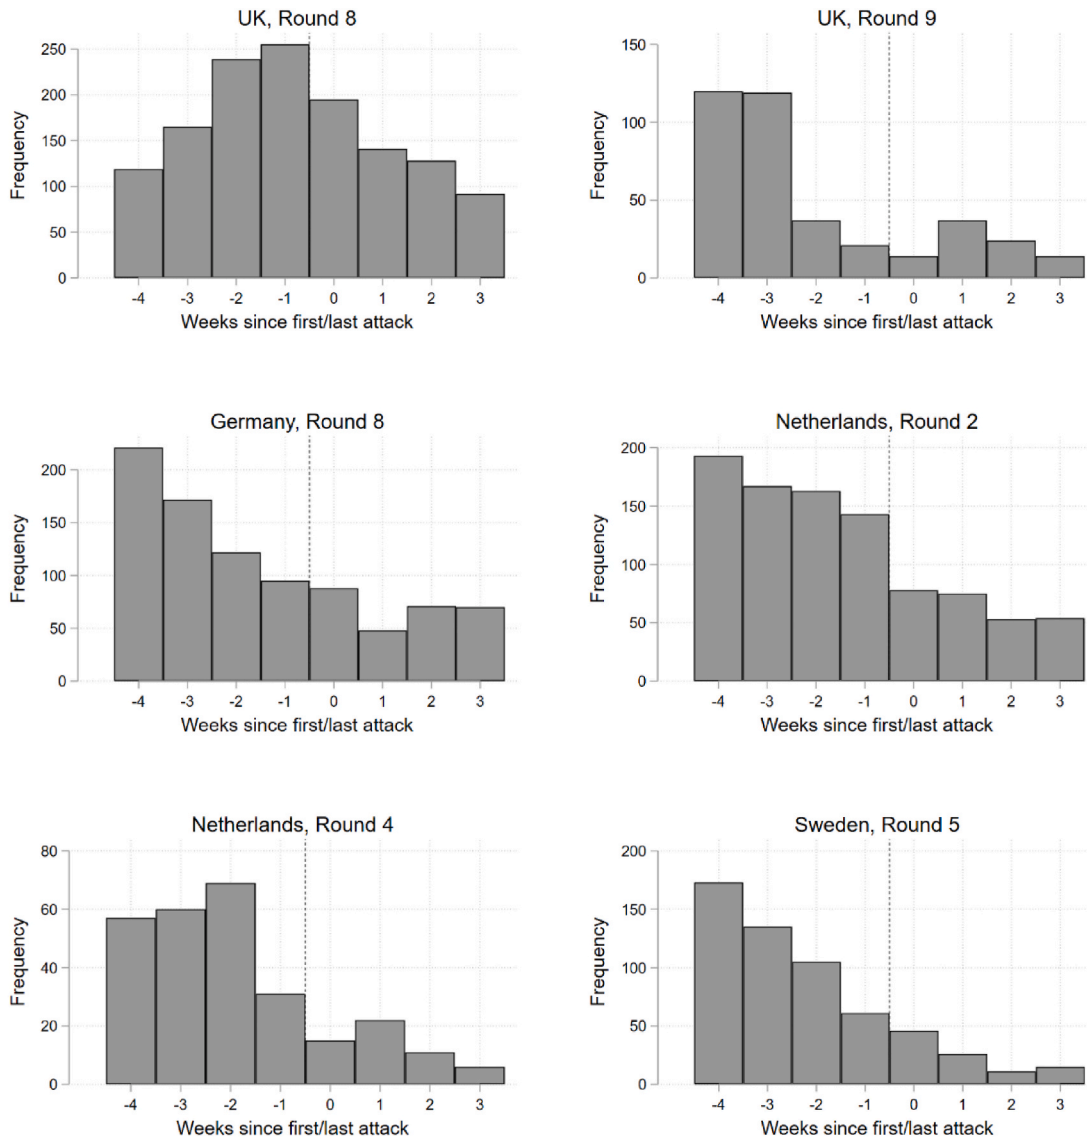 UK, Round 8
250
200
150
100
50
0
Frequency
-4 -3 -2 -1 0 1 2 3
Weeks since first/last attack
UK, Round 9
150
100
50
0
Frequency
-4 -3 -2 -1 0 1 2 3
Weeks since first/last attack
Germany, Round 8
200
150
100
50
0
Frequency
-4 -3 -2 -1 0 1 2 3
Weeks since first/last attack
Netherlands, Round 2
200
150
100
50
0
Frequency
-4 -3 -2 -1 0 1 2 3
Weeks since first/last attack
Netherlands, Round 4
80
60
40
20
0
Frequency
-4 -3 -2 -1 0 1 2 3
Weeks since first/last attack
Sweden, Round 5
200
150
100
50
0
Frequency
-4 -3 -2 -1 0 1 2 3
Weeks since first/last attack